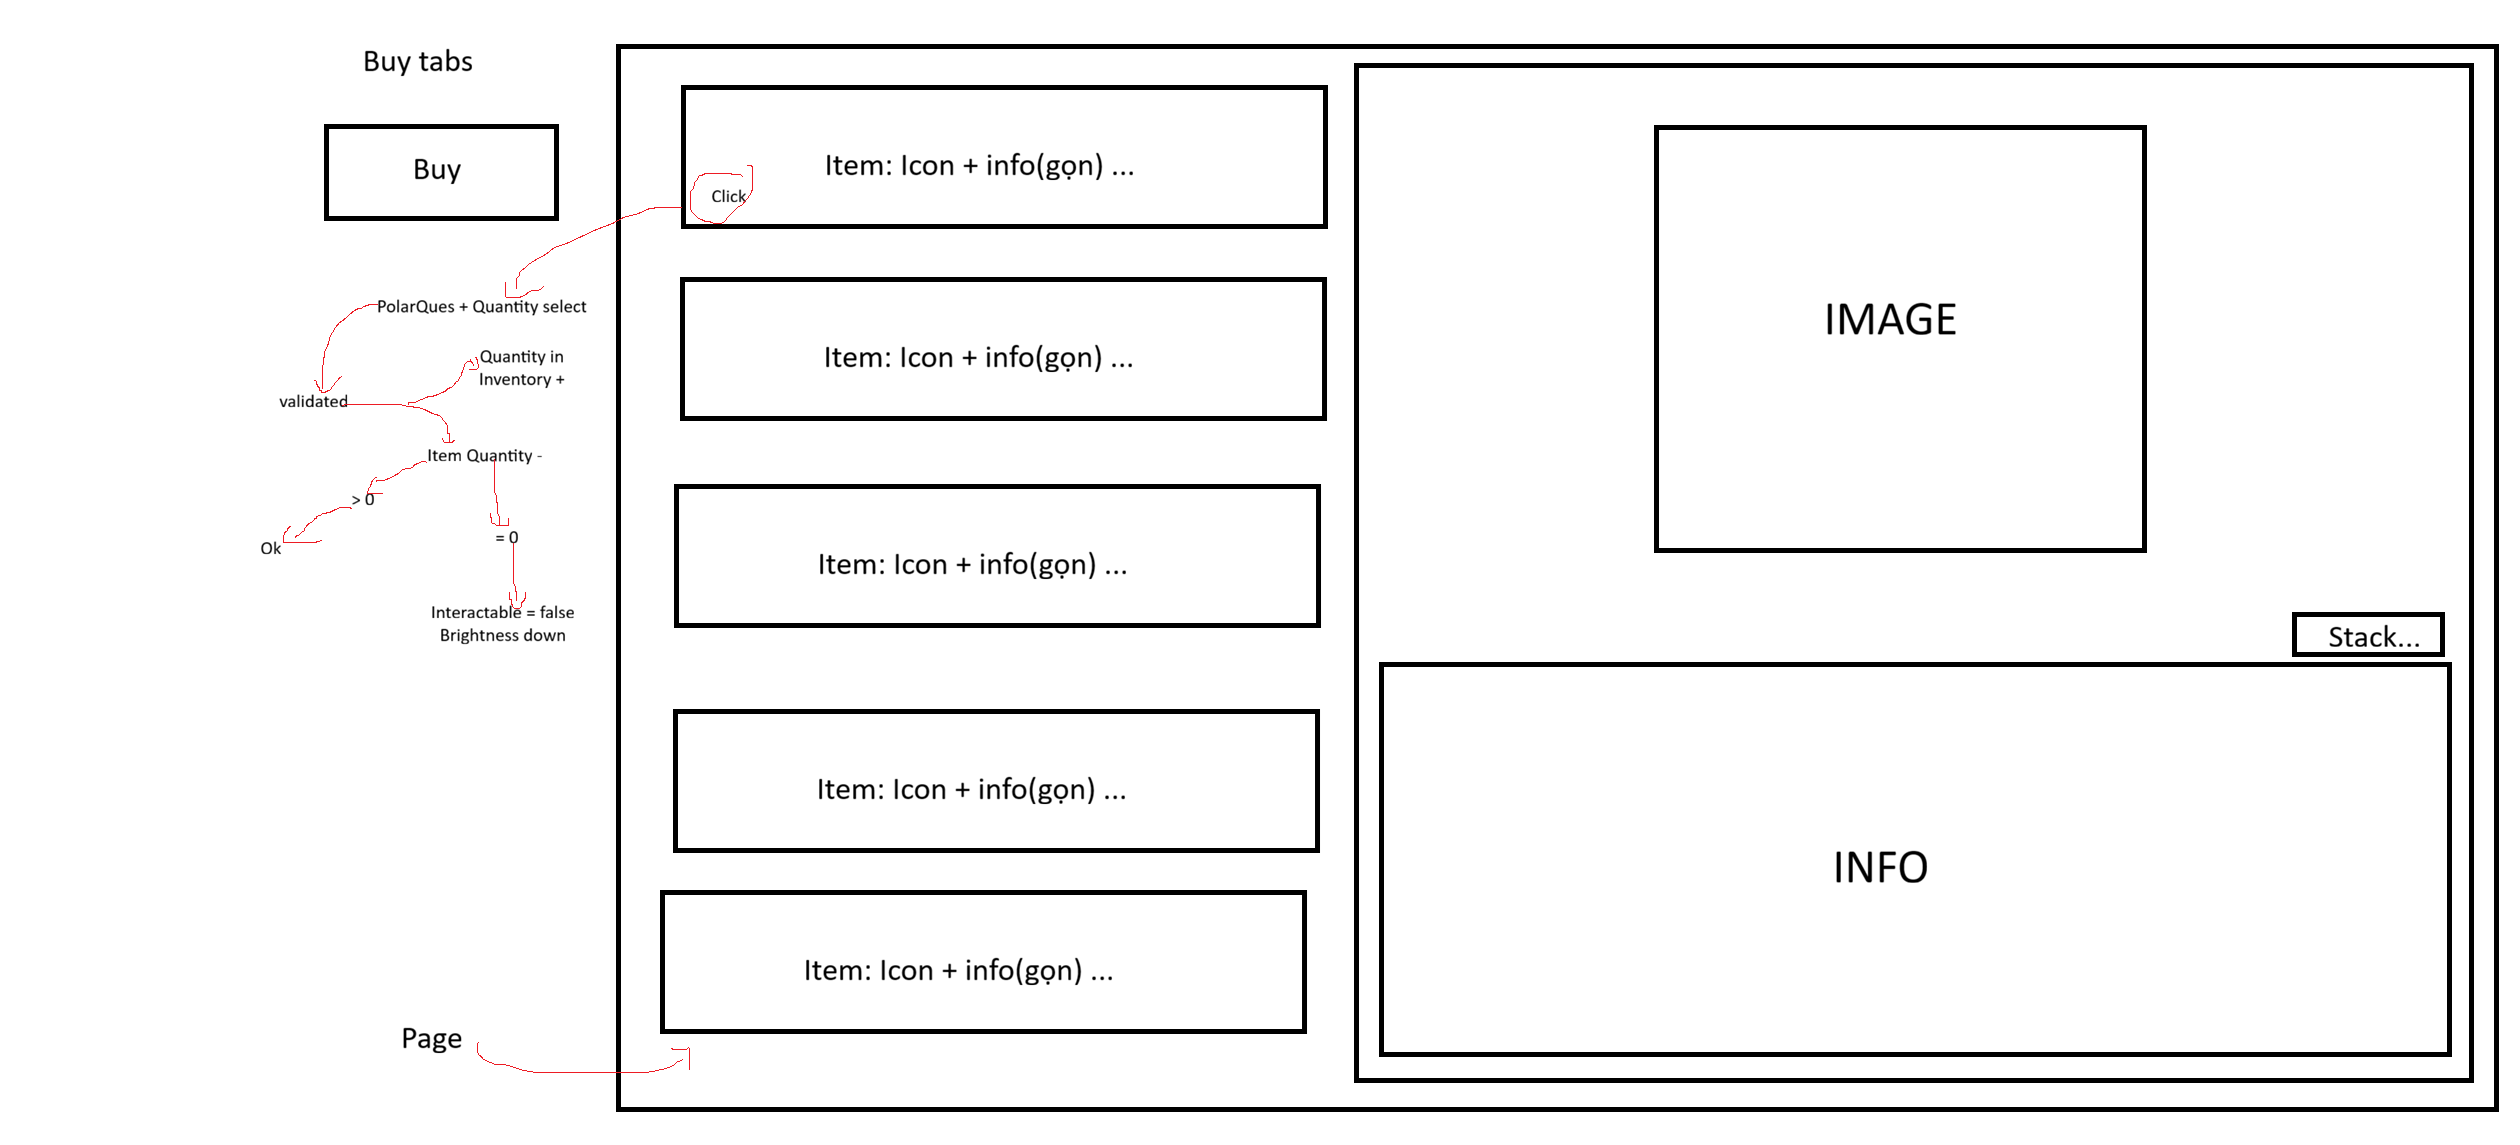 Buy tabs
Buy
Item: Icon + info(gọn) ...
Click
PolarQues + Quantity select
Quantity in
Inventory +
validated
Item Quantity -
> 0
Ok
= 0
Interactable = false
Brightness down
Item: Icon + info(gọn) ...
Item: Icon + info(gọn) ...
Item: Icon + info(gọn) ...
Item: Icon + info(gọn) ...
Page
IMAGE
Stack...
INFO